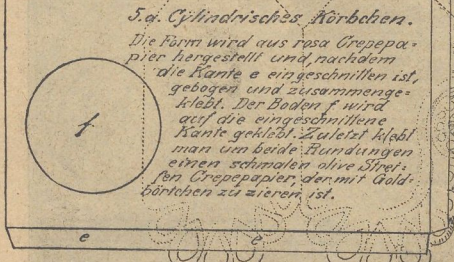 5.a. Cylindrisches Körbchen.
Die Form wird aus rosa Crepepa=
pier hergestellt und, nachdem
die Kante e eingeschnitten ist,
gebogen und zusammenge=
klebt. Der Boden f wird
auf die eingeschnittene
Kante geklebt. Zuletzt klebt
man um beide Rundungen
einen schmalen olive Strei=
fen Crepepapier, der mit Gold=
börtchen zu zieren ist.
f
e e